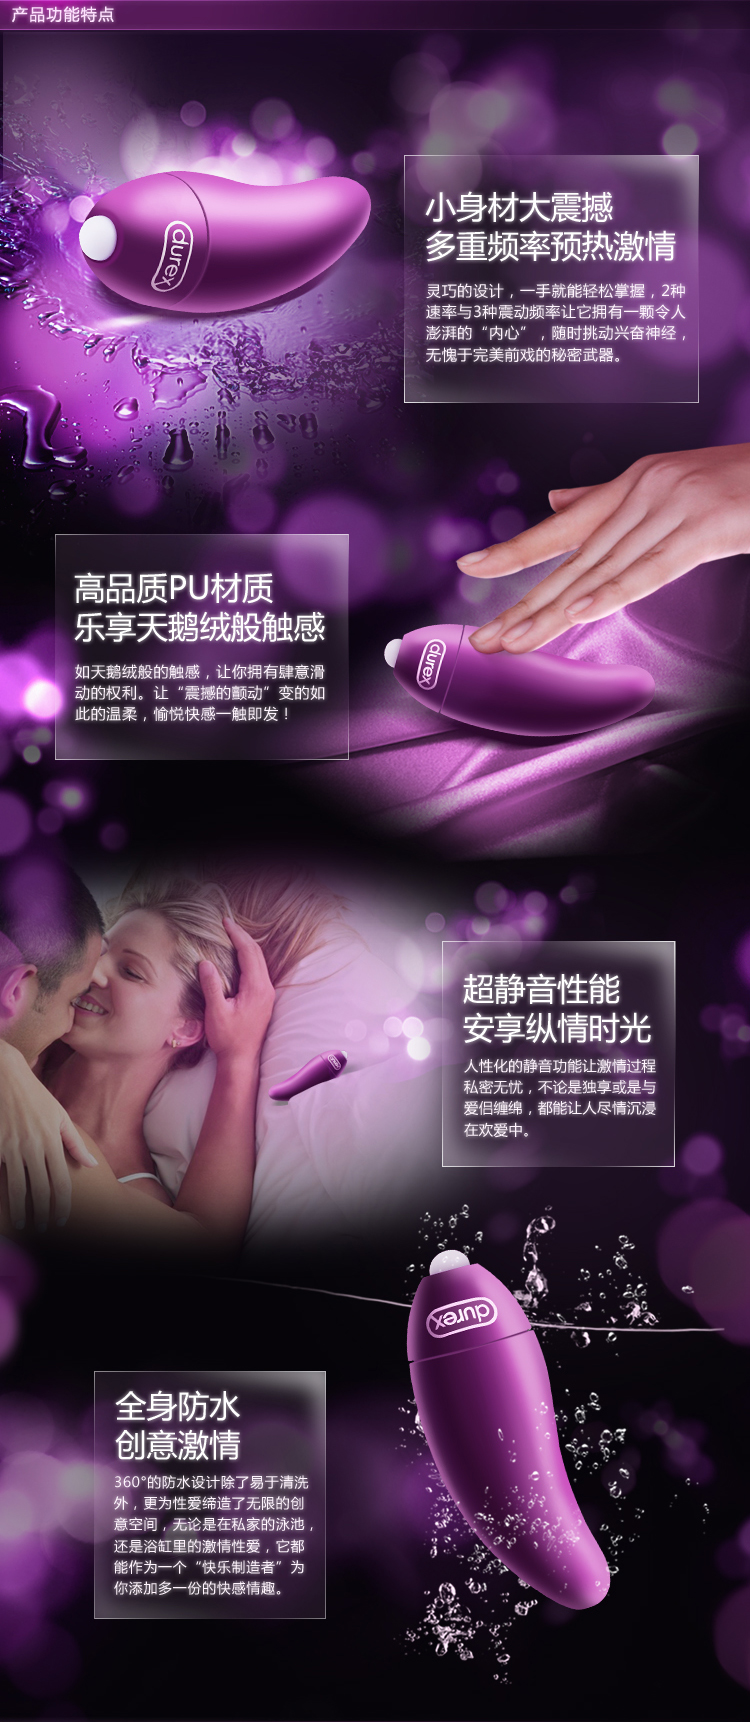 产品功能特点
durex
小身材大震撼
多重频率预热激情
灵巧的设计，一手就能轻松掌握，2种
速率与3种震动频率让它拥有一颗令人
澎湃的“内心”，随时挑动兴奋神经，
无愧于完美前戏的秘密武器。
高品质PU材质
乐享天鹅绒般触感
如天鹅绒般的触感，让你拥有肆意滑
动的权利。让“震撼的颤动”变的如
此的温柔，愉悦快感一触即发！
durex
超静音性能
安享纵情时光
人性化的静音功能让激情过程
私密无忧，不论是独享或是与
爱侣缠绵，都能让人尽情沉浸
在欢爱中。
durex
全身防水
创意激情
360°的防水设计除了易于清洗
外，更为性爱缔造了无限的创
意空间，无论是在私家的泳池，
还是浴缸里的激情性爱，它都
能作为一个“快乐制造者”为
你添加多一份的快感情趣。